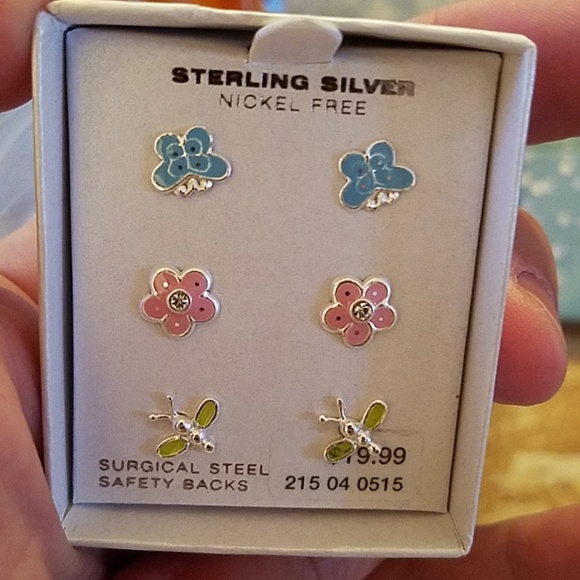 STERLING SILVER
NICKEL FREE
SURGICAL STEEL
SAFETY BACKS
19.99
215 04 0515